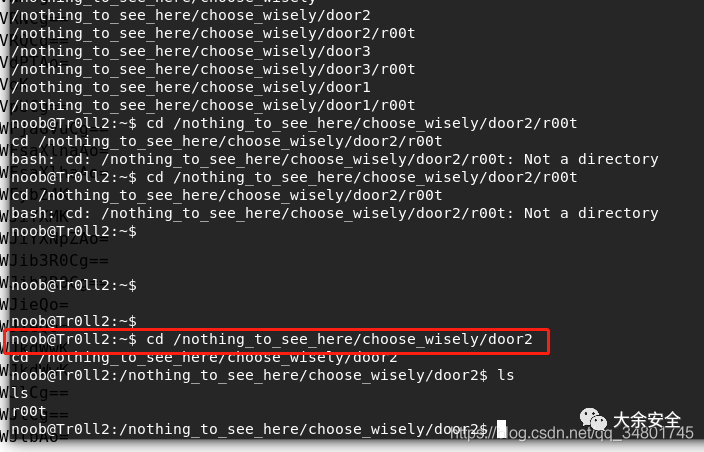 /nothing_to_see_here/choose_wisely
/nothing_to_see_here/choose_wisely/door2
/nothing_to_see_here/choose_wisely/door2/r00t
/nothing_to_see_here/choose_wisely/door3
/nothing_to_see_here/choose_wisely/door3/r00t
/nothing_to_see_here/choose_wisely/door1
/nothing_to_see_here/choose_wisely/door1/r00t
noob@Tr0ll2:~$ cd /nothing_to_see_here/choose_wisely/door2/r00t
cd /nothing_to_see_here/choose_wisely/door2/r00t
bash: cd: /nothing_to_see_here/choose_wisely/door2/r00t: Not a directory
noob@Tr0ll2:~$ cd /nothing_to_see_here/choose_wisely/door2/r00t
cd /nothing_to_see_here/choose_wisely/door2/r00t
bash: cd: /nothing_to_see_here/choose_wisely/door2/r00t: Not a directory
noob@Tr0ll2:~$
noob@Tr0ll2:~$
noob@Tr0ll2:~$
noob@Tr0ll2:~$ cd /nothing_to_see_here/choose_wisely/door2
cd /nothing_to_see_here/choose_wisely/door2
noob@Tr0ll2:/nothing_to_see_here/choose_wisely/door2$ ls
ls
r00t
noob@Tr0ll2:/nothing_to_see_here/choose_wisely/door2$
大余安全
https://blog.csdn.net/qq_34801745